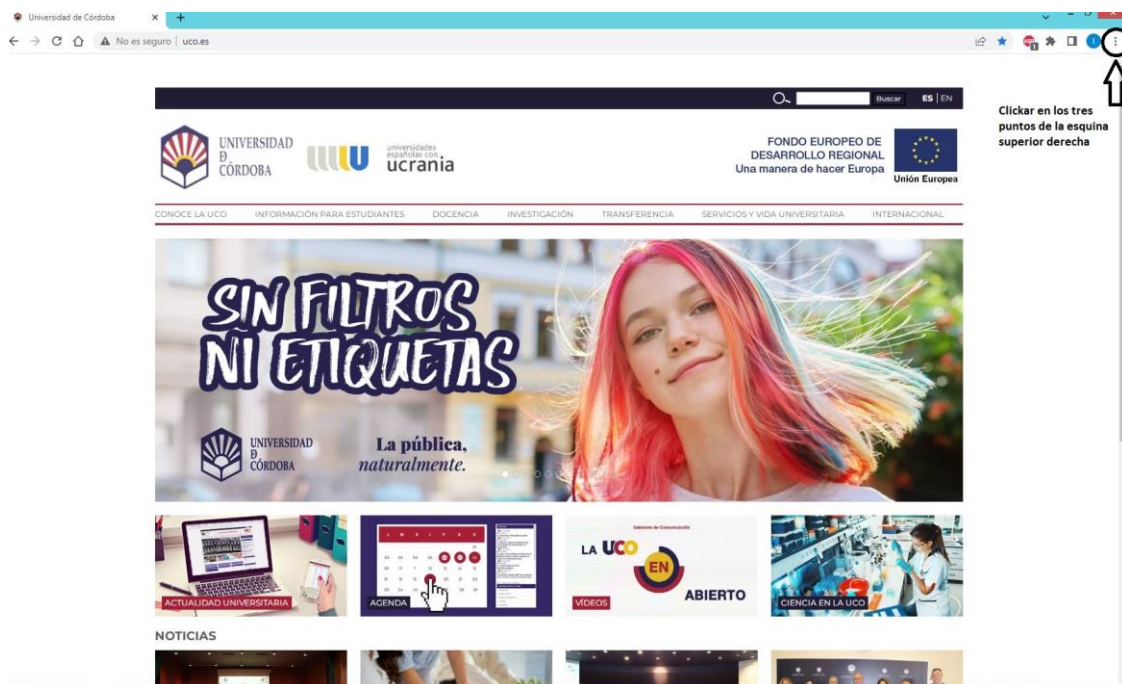 Universidad de Córdoba
No es seguro | uco.es
Buscar ES | EN
Clickar en los tres
puntos de la esquina
superior derecha
UNIVERSIDAD
D
CÓRDOBA
universidades
españolas con
ucrania
FONDO EUROPEO DE
DESARROLLO REGIONAL
Una manera de hacer Europa
Unión Europea
CONOCE LA UCO INFORMACIÓN PARA ESTUDIANTES DOCENCIA INVESTIGACIÓN TRANSFERENCIA SERVICIOS Y VIDA UNIVERSITARIA INTERNACIONAL
SIN FILTROS
NI ETIQUETAS
UNIVERSIDAD
D
CÓRDOBA
La pública,
naturalmente.
ACTUALIDAD UNIVERSITARIA
AGENDA
Gabinete de Comunicación
LA UCO
EN
ABIERTO
VÍDEOS
CIENCIA EN LA UCO
NOTICIAS